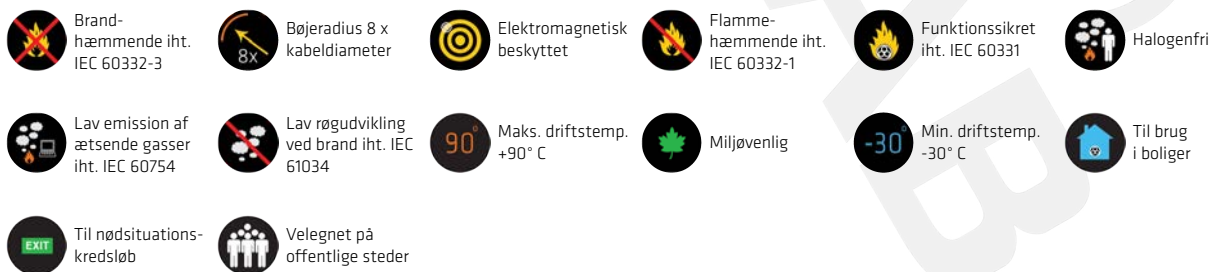 Brand-
hæmmende iht.
IEC 60332-3
8x
Bøjeradius 8 x
kabeldiameter
Elektromagnetisk
beskyttet
Flamme-
hæmmende iht.
IEC 60332-1
Funktionssikret
iht. IEC 60331
Halogenfri
Lav emission af
ætsende gasser
iht. IEC 60754
Lav røgudvikling
ved brand iht. IEC
61034
90°
Maks. driftstemp.
+90° C
Miljøvenlig
-30°
Min. driftstemp.
-30° C
Til brug
i boliger
EXIT
Til nødsituations-
kredsløb
Velegnet på
offentlige steder